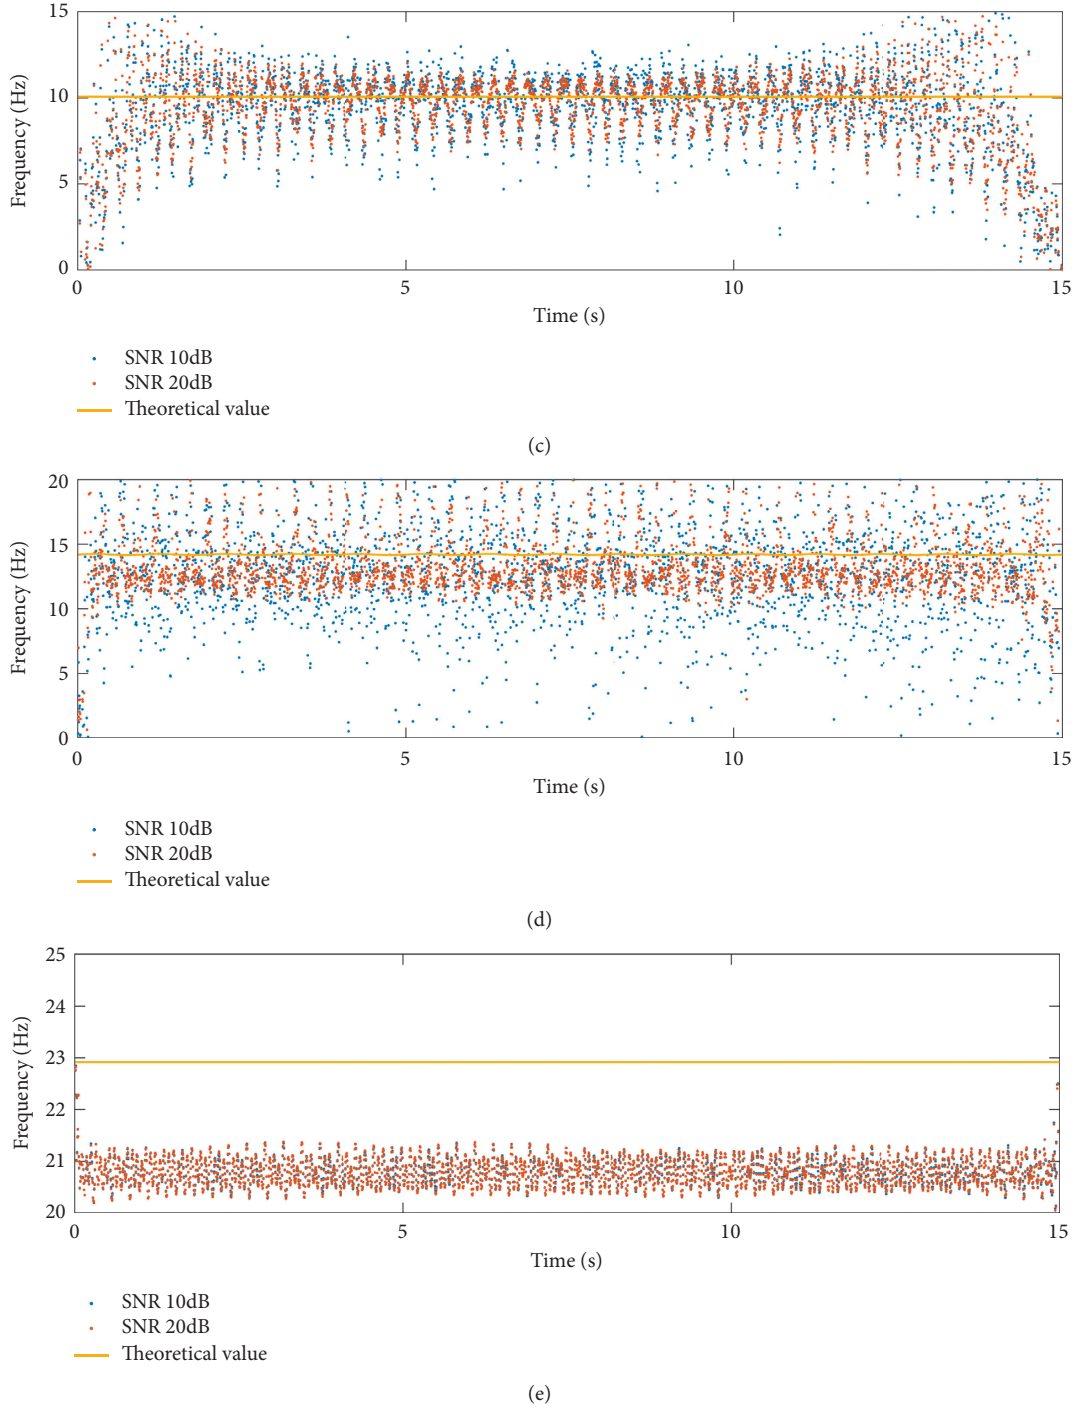 15
10
5
0
Frequency (Hz)
0 5 10 15
Time (s)
SNR 10dB
SNR 20dB
Theoretical value
(c)
20
15
10
5
0
Frequency (Hz)
0 5 10 15
Time (s)
SNR 10dB
SNR 20dB
Theoretical value
(d)
25
24
23
22
21
20
Frequency (Hz)
0 5 10 15
Time (s)
SNR 10dB
SNR 20dB
Theoretical value
(e)